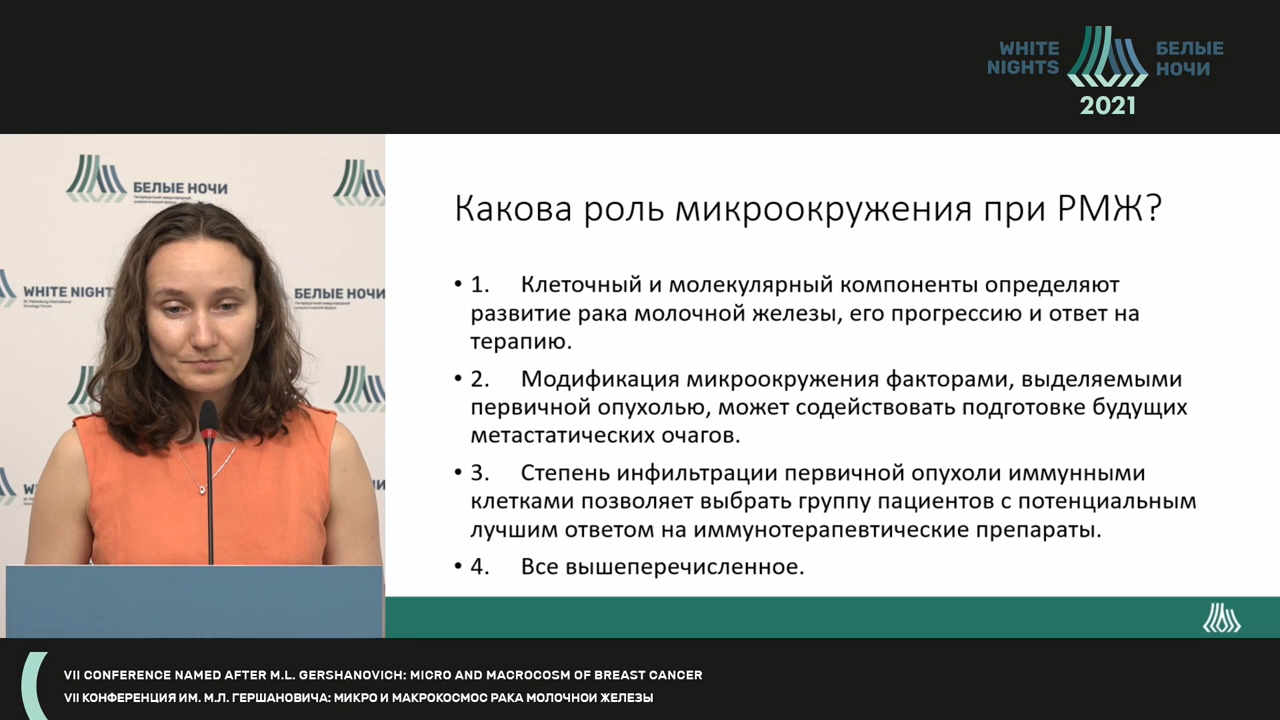 WHITE
NIGHTS
БЕЛЫЕ
НОЧИ
2021
БЕЛЫЕ НОЧИ
WHITE NIGHT
БЕЛЫЕ НОЧИ
Какова роль микроокружения при РМЖ?
• 1. Клеточный и молекулярный компоненты определяют
развитие рака молочной железы, его прогрессию и ответ на
терапию.
• 2. Модификация микроокружения факторами, выделяемыми
первичной опухолью, может содействовать подготовке будущих
метастатических очагов.
• 3. Степень инфильтрации первичной опухоли иммунными
клетками позволяет выбрать группу пациентов с потенциальным
лучшим ответом на иммунотерапевтические препараты.
• 4. Все вышеперечисленное.
VII CONFERENCE NAMED AFTER M.L. GERSHANOVICH: MICRO AND MACROCOSM OF BREAST CANCER
VII КОНФЕРЕНЦИЯ ИМ. М.Л. ГЕРШАНОВИЧА: МИКРО И МАКРОКОСМОС РАКА МОЛОЧНОИ ЖЕЛЕЗЫ